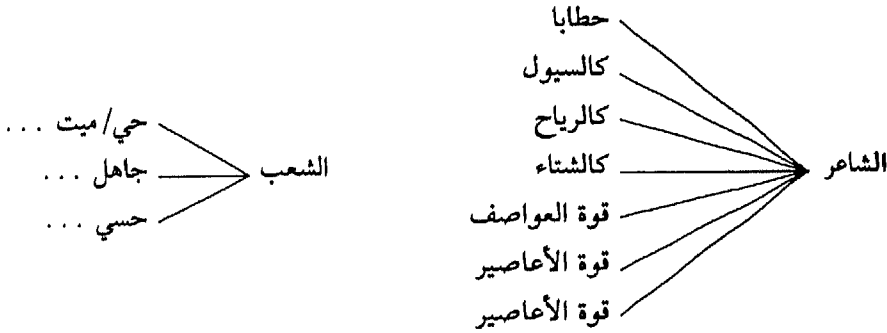 الشاعر
حطابا
كالسيول
كالرياح
كالشتاء
قوة العواصف
قوة الأعاصير
قوة الأعاصير
الشعب
حي/ميت ...
جاهل ...
حسي ...